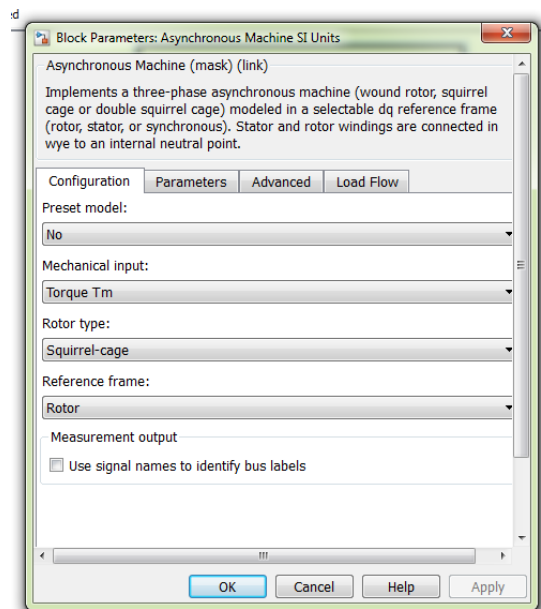 ed
Block Parameters: Asynchronous Machine SI Units
Asynchronous Machine (mask) (link)
Implements a three-phase asynchronous machine (wound rotor, squirrel
cage or double squirrel cage) modeled in a selectable dq reference frame
(rotor, stator, or synchronous). Stator and rotor windings are connected in
wye to an internal neutral point.
Configuration Parameters Advanced Load Flow
Preset model:
No
Mechanical input:
Torque Tm
Rotor type:
Squirrel-cage
Reference frame:
Rotor
Measurement output
Use signal names to identify bus labels
OK Cancel Help Apply